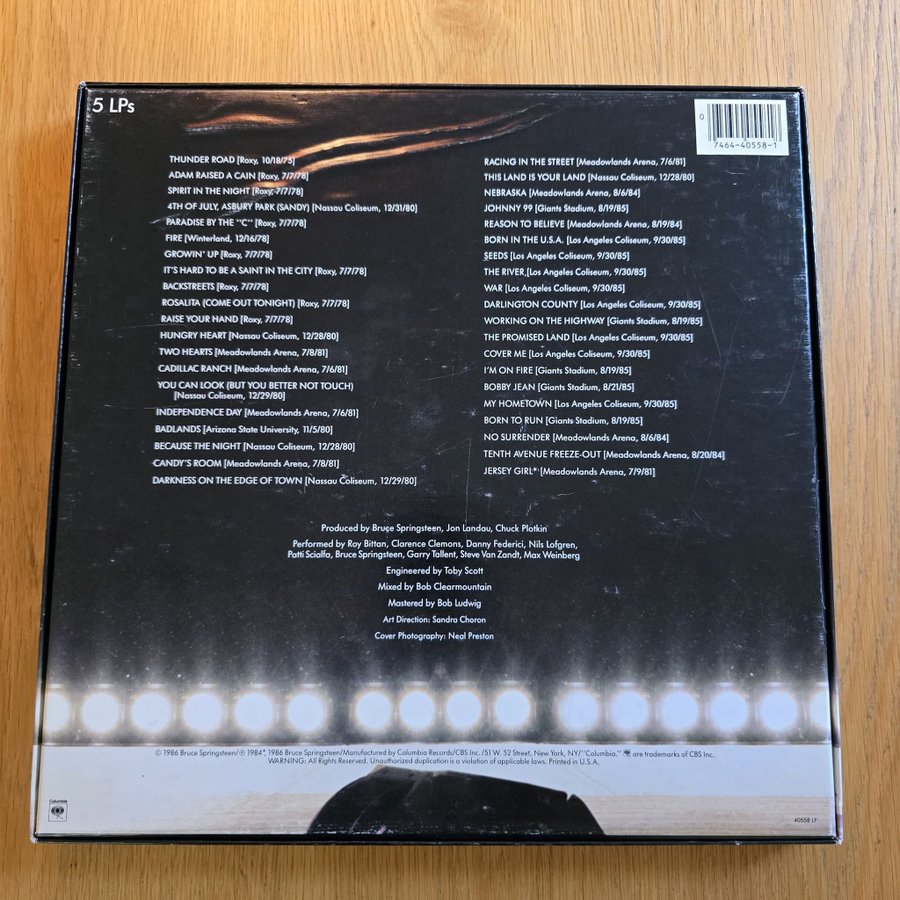 5 LPs
0
7464-40558-1
THUNDER ROAD [Roxy, 10/18/75]
ADAM RAISED A CAIN [Roxy, 7/7/78]
SPIRIT IN THE NIGHT [Roxy, 7/7/78]
4TH OF JULY, ASBURY PARK (SANDY) [Nassau Coliseum, 12/31/80]
PARADISE BY THE "C" [Roxy, 7/7/78]
FIRE [Winterland, 12/16/78]
GROWIN' UP [Roxy, 7/7/78]
IT'S HARD TO BE A SAINT IN THE CITY [Roxy, 7/7/78]
BACKSTREETS [Roxy, 7/7/78]
ROSALITA (COME OUT TONIGHT) [Roxy, 7/7/78]
RAISE YOUR HAND [Roxy, 7/7/78]
HUNGRY HEART [Nassau Coliseum, 12/28/80]
TWO HEARTS [Meadowlands Arena, 7/8/81]
CADILLAC RANCH [Meadowlands Arena, 7/6/81]
YOU CAN LOOK (BUT YOU BETTER NOT TOUCH)
[Nassau Coliseum, 12/29/80]
INDEPENDENCE DAY [Meadowlands Arena, 7/6/81]
BADLANDS [Arizona State University, 11/5/80]
BECAUSE THE NIGHT [Nassau Coliseum, 12/28/80]
CANDY'S ROOM [Meadowlands Arena, 7/8/81]
DARKNESS ON THE EDGE OF TOWN [Nassau Coliseum, 12/29/80]
RACING IN THE STREET [Meadowlands Arena, 7/6/81]
THIS LAND IS YOUR LAND [Nassau Coliseum, 12/28/80]
NEBRASKA [Meadowlands Arena, 8/6/84]
JOHNNY 99 [Giants Stadium, 8/19/85]
REASON TO BELIEVE [Meadowlands Arena, 8/19/84]
BORN IN THE U.S.A. [Los Angeles Coliseum, 9/30/85]
SEEDS [Los Angeles Coliseum, 9/30/85]
THE RIVER [Los Angeles Coliseum, 9/30/85]
WAR [Los Angeles Coliseum, 9/30/85]
DARLINGTON COUNTY [Los Angeles Coliseum, 9/30/85]
WORKING ON THE HIGHWAY [Giants Stadium, 8/19/85]
THE PROMISED LAND [Los Angeles Coliseum, 9/30/85]
COVER ME [Los Angeles Coliseum, 9/30/85]
I'M ON FIRE [Giants Stadium, 8/19/85]
BOBBY JEAN [Giants Stadium, 8/21/85]
MY HOMETOWN [Los Angeles Coliseum, 9/30/85]
BORN TO RUN [Giants Stadium, 8/19/85]
NO SURRENDER [Meadowlands Arena, 8/6/84]
TENTH AVENUE FREEZE-OUT [Meadowlands Arena, 8/20/84]
JERSEY GIRL* [Meadowlands Arena, 7/9/81]
Produced by Bruce Springsteen, Jon Landau, Chuck Plotkin
Performed by Roy Bittan, Clarence Clemons, Danny Federici, Nils Lofgren,
Patti Scialfa, Bruce Springsteen, Garry Tallent, Steve Van Zandt, Max Weinberg
Engineered by Toby Scott
Mixed by Bob Clearmountain
Mastered by Bob Ludwig
Art Direction: Sandra Choron
Cover Photography: Neal Preston
© 1986 Bruce Springsteen/℗ 1984*, 1986 Bruce Springsteen/Manufactured by Columbia Records/CBS Inc./51 W. 52 Street, New York, NY/"Columbia," are trademarks of CBS Inc.
WARNING: All Rights Reserved. Unauthorized duplication is a violation of applicable laws. Printed in U.S.A.
Columbia
40558 LP